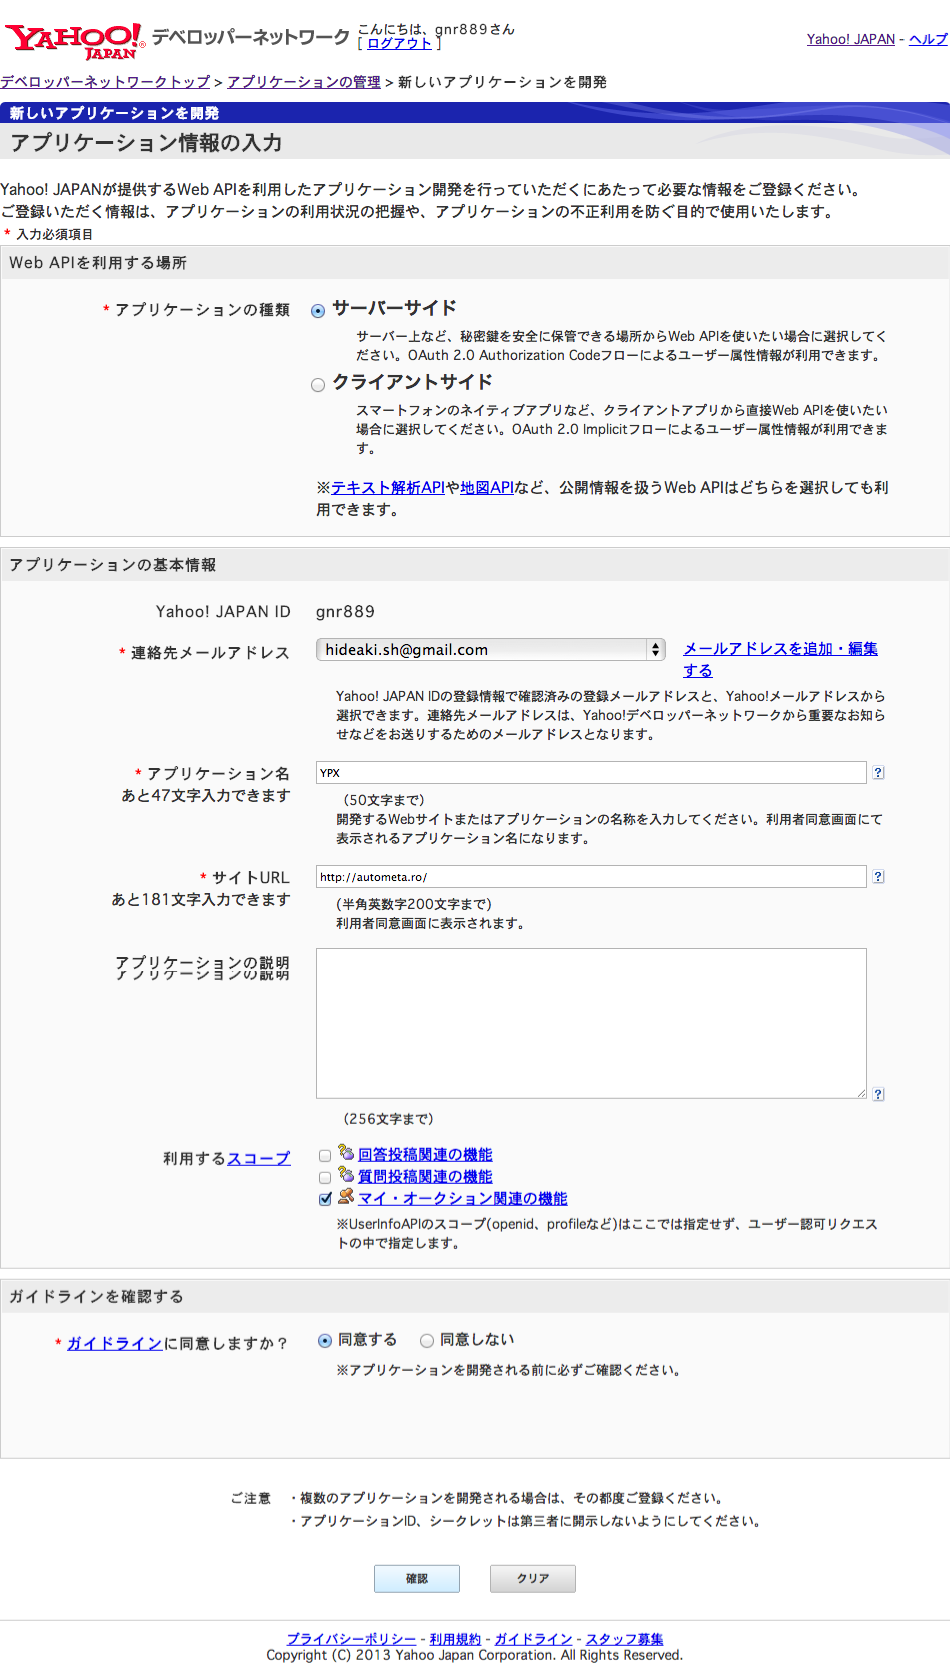 YAHOO! JAPAN デベロッパーネットワーク
こんにちは、gnr889さん
[ ログアウト ]
Yahoo! JAPAN - ヘルプ
デベロッパーネットワークトップ > アプリケーションの管理 > 新しいアプリケーションを開発
新しいアプリケーションを開発
アプリケーション情報の入力
Yahoo! JAPANが提供するWeb APIを利用したアプリケーション開発を行っていただくにあたって必要な情報をご登録ください。
ご登録いただく情報は、アプリケーションの利用状況の把握や、アプリケーションの不正利用を防ぐ目的で使用いたします。
* 入力必須項目
Web APIを利用する場所
* アプリケーションの種類
サーバーサイド
サーバー上など、秘密鍵を安全に保管できる場所からWeb APIを使いたい場合に選択してく
ださい。OAuth 2.0 Authorization Codeフローによるユーザー属性情報が利用できます。
クライアントサイド
スマートフォンのネイティブアプリなど、クライアントアプリから直接Web APIを使いたい
場合に選択してください。OAuth 2.0 Implicitフローによるユーザー属性情報が利用できま
す。
※テキスト解析APIや地図APIなど、公開情報を扱うWeb APIはどちらを選択しても利
用できます。
アプリケーションの基本情報
Yahoo! JAPAN ID gnr889
* 連絡先メールアドレス
hideaki.sh@gmail.com
メールアドレスを追加・編集
する
Yahoo! JAPAN IDの登録情報で確認済みの登録メールアドレスと、Yahoo!メールアドレスから
選択できます。連絡先メールアドレスは、Yahoo!デベロッパーネットワークから重要なお知ら
せなどをお送りするためのメールアドレスとなります。
* アプリケーション名
あと47文字入力できます
YPX
?
（50文字まで）
開発するWebサイトまたはアプリケーションの名称を入力してください。利用者同意画面にて
表示されるアプリケーション名になります。
* サイトURL
あと181文字入力できます
http://autometa.ro/
?
(半角英数字200文字まで)
利用者同意画面に表示されます。
アプリケーションの説明
アプリケーションの説明
?
（256文字まで）
利用するスコープ
回答投稿関連の機能
質問投稿関連の機能
マイ・オークション関連の機能
※UserInfoAPIのスコープ(openid、profileなど)はここでは指定せず、ユーザー認可リクエス
トの中で指定します。
ガイドラインを確認する
* ガイドラインに同意しますか？
同意する 同意しない
※アプリケーションを開発される前に必ずご確認ください。
ご注意 ・複数のアプリケーションを開発される場合は、その都度ご登録ください。
・アプリケーションID、シークレットは第三者に開示しないようにしてください。
確認 クリア
プライバシーポリシー - 利用規約 - ガイドライン - スタッフ募集
Copyright (C) 2013 Yahoo Japan Corporation. All Rights Reserved.